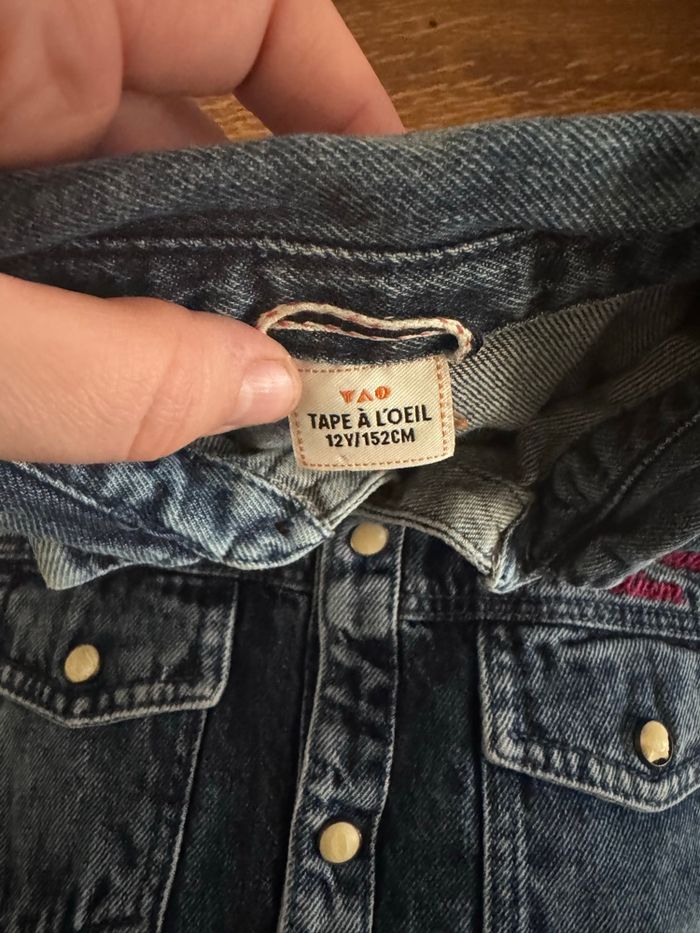 TAO
TAPE À L'OEIL
12Y/152CM